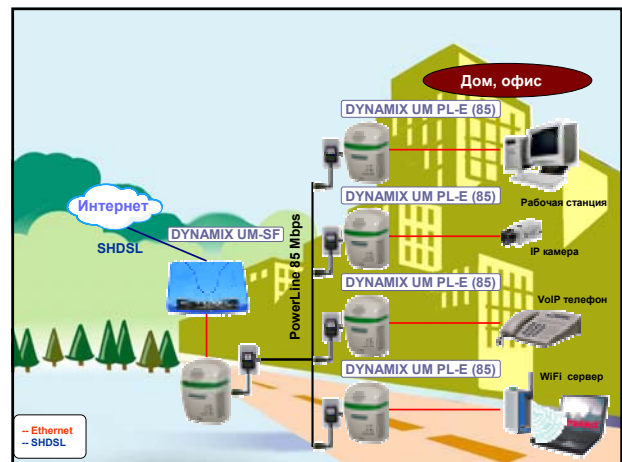 Дом, офис
DYNAMIX UM PL-E (85)
Рабочая станция
DYNAMIX UM PL-E (85)
IP камера
Интернет
DYNAMIX UM-SF
SHDSL
PowerLine 85 Mbps
DYNAMIX UM PL-E (85)
VoIP телефон
DYNAMIX UM PL-E (85)
WiFi сервер
-- Ethernet
-- SHDSL